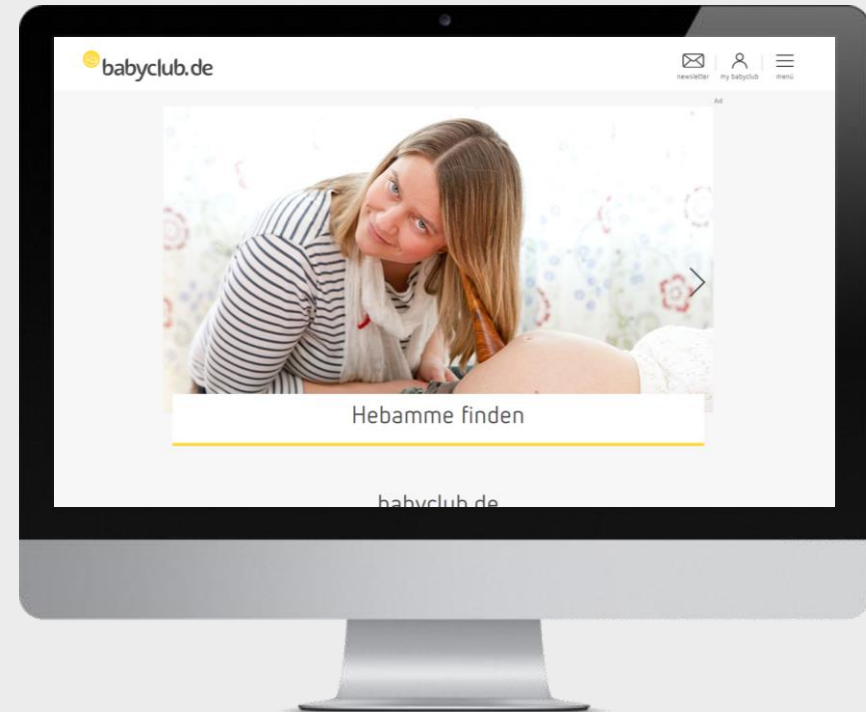 babyclub.de
newsletter
my babyclub
menü
Ad
Hebamme finden
babyclub.de